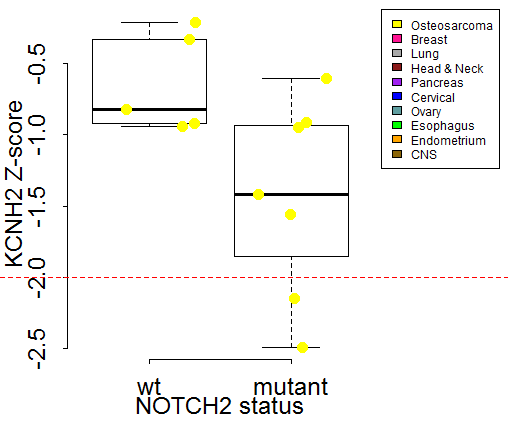 KCNH2 Z-score
-0.5
-1.0
-1.5
-2.0
-2.5
wt
mutant
NOTCH2 status
Osteosarcoma
Breast
Lung
Head & Neck
Pancreas
Cervical
Ovary
Esophagus
Endometrium
CNS